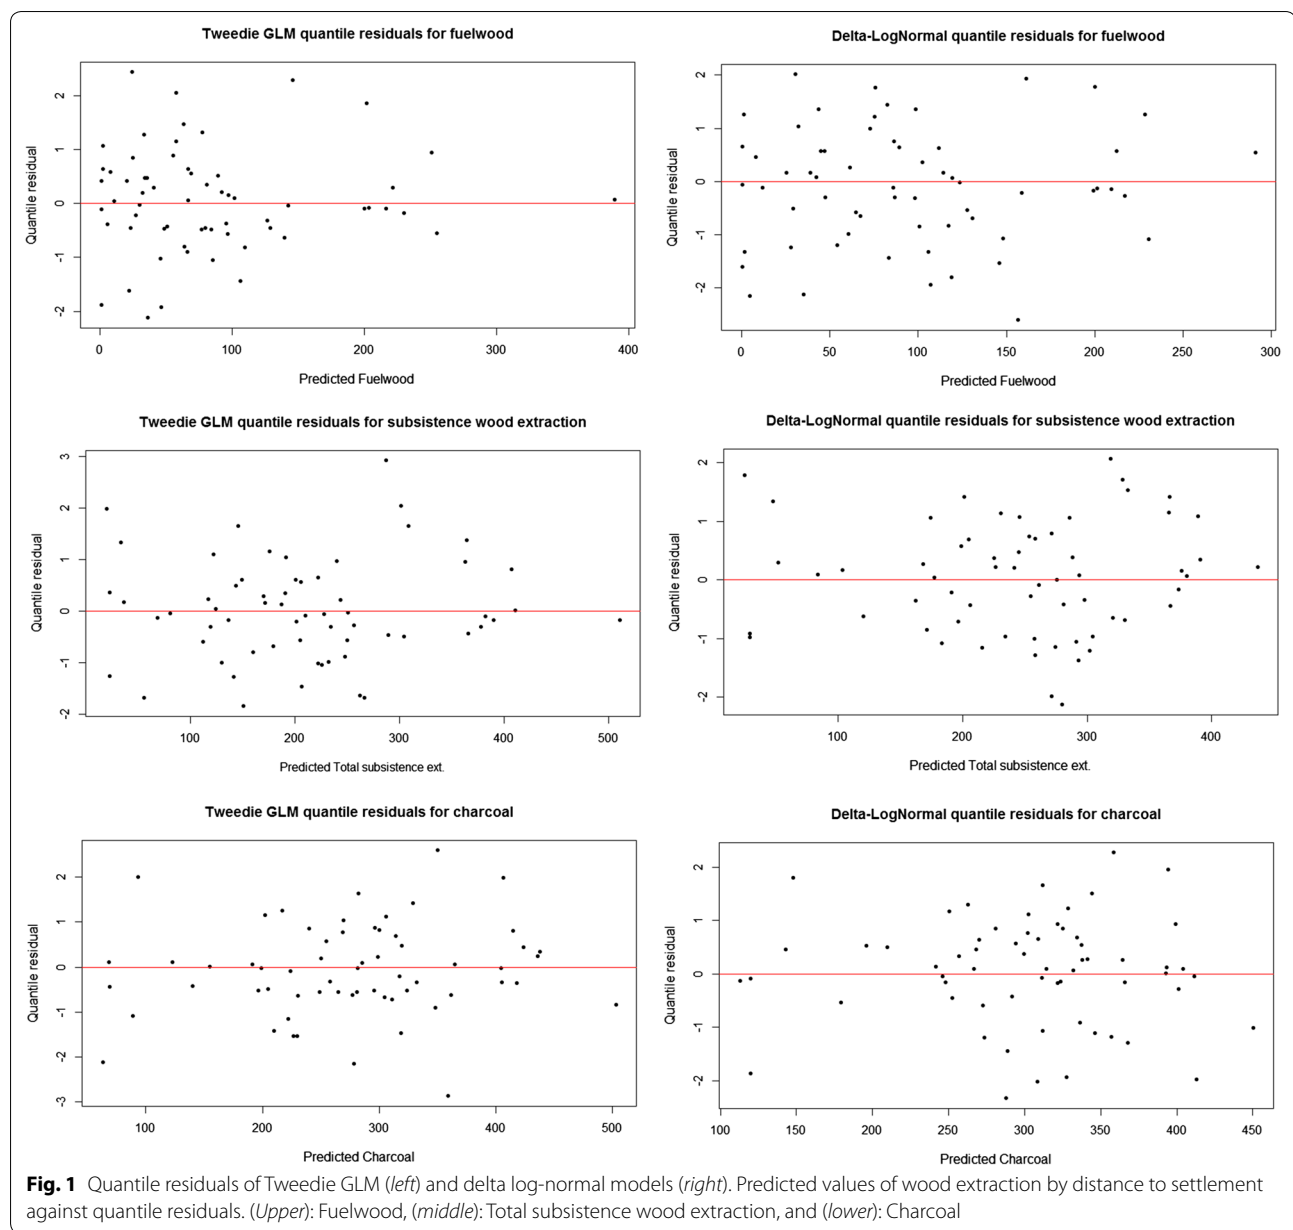 Tweedie GLM quantile residuals for fuelwood
Quantile residual
2
1
0
-1
-2
0 100 200 300 400
Predicted Fuelwood
Delta-LogNormal quantile residuals for fuelwood
Quantile residual
2
1
0
-1
-2
0 50 100 150 200 250 300
Predicted Fuelwood
Tweedie GLM quantile residuals for subsistence wood extraction
Quantile residual
3
2
1
0
-1
-2
100 200 300 400 500
Predicted Total subsistence ext.
Delta-LogNormal quantile residuals for subsistence wood extraction
Quantile residual
2
1
0
-1
-2
100 200 300 400
Predicted Total subsistence ext.
Tweedie GLM quantile residuals for charcoal
Quantile residual
2
1
0
-1
-2
-3
100 200 300 400 500
Predicted Charcoal
Delta-LogNormal quantile residuals for charcoal
Quantile residual
2
1
0
-1
-2
100 150 200 250 300 350 400 450
Predicted Charcoal
Fig. 1 Quantile residuals of Tweedie GLM (left) and delta log-normal models (right). Predicted values of wood extraction by distance to settlement
against quantile residuals. (Upper): Fuelwood, (middle): Total subsistence wood extraction, and (lower): Charcoal